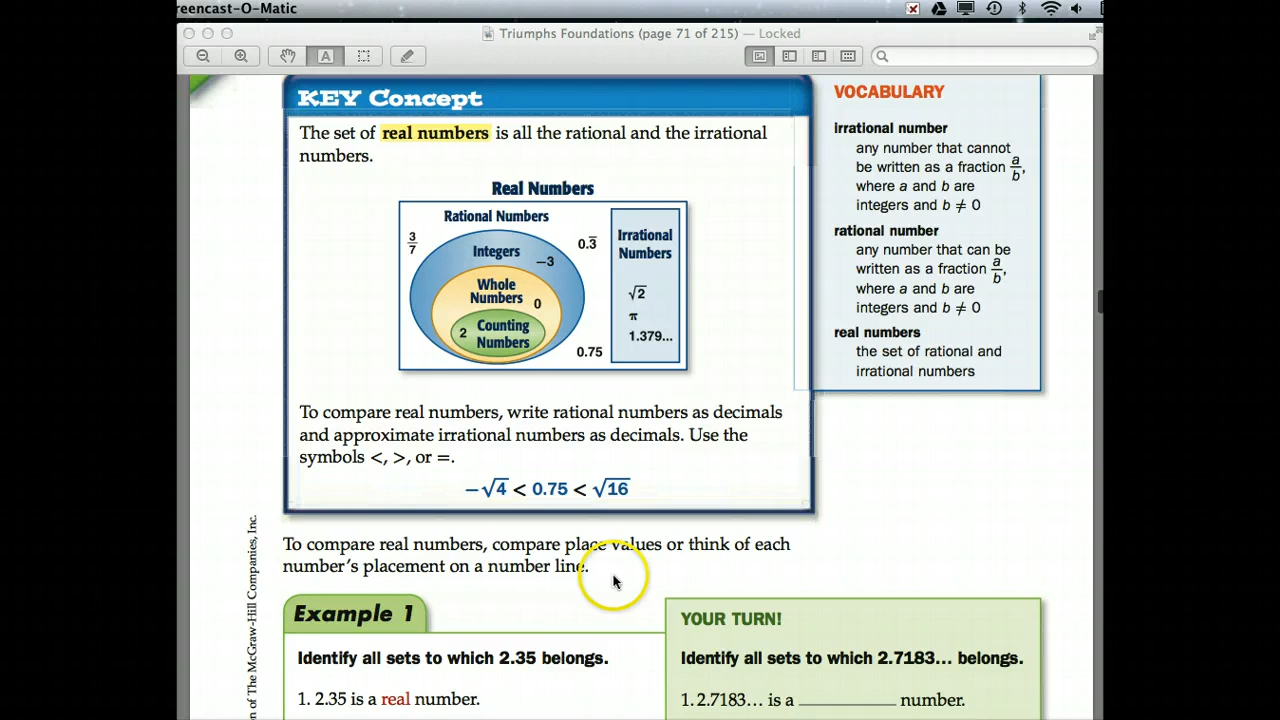 reencast-O-Matic
Triumphs Foundations (page 71 of 215) — Locked
A
KEY Concept
The set of real numbers is all the rational and the irrational
numbers.
Real Numbers
Rational Numbers
3/7
0.3̅
Integers
−3
Whole
Numbers
0
2
Counting
Numbers
0.75
Irrational
Numbers
√2
π
1.379...
To compare real numbers, write rational numbers as decimals
and approximate irrational numbers as decimals. Use the
symbols <, >, or =.
−√4 < 0.75 < √16
VOCABULARY
irrational number
any number that cannot
be written as a fraction a/b,
where a and b are
integers and b ≠ 0
rational number
any number that can be
written as a fraction a/b,
where a and b are
integers and b ≠ 0
real numbers
the set of rational and
irrational numbers
To compare real numbers, compare place values or think of each
number's placement on a number line.
Example 1
Identify all sets to which 2.35 belongs.
1. 2.35 is a real number.
YOUR TURN!
Identify all sets to which 2.7183... belongs.
1. 2.7183... is a __________ number.
n of The McGraw-Hill Companies, Inc.